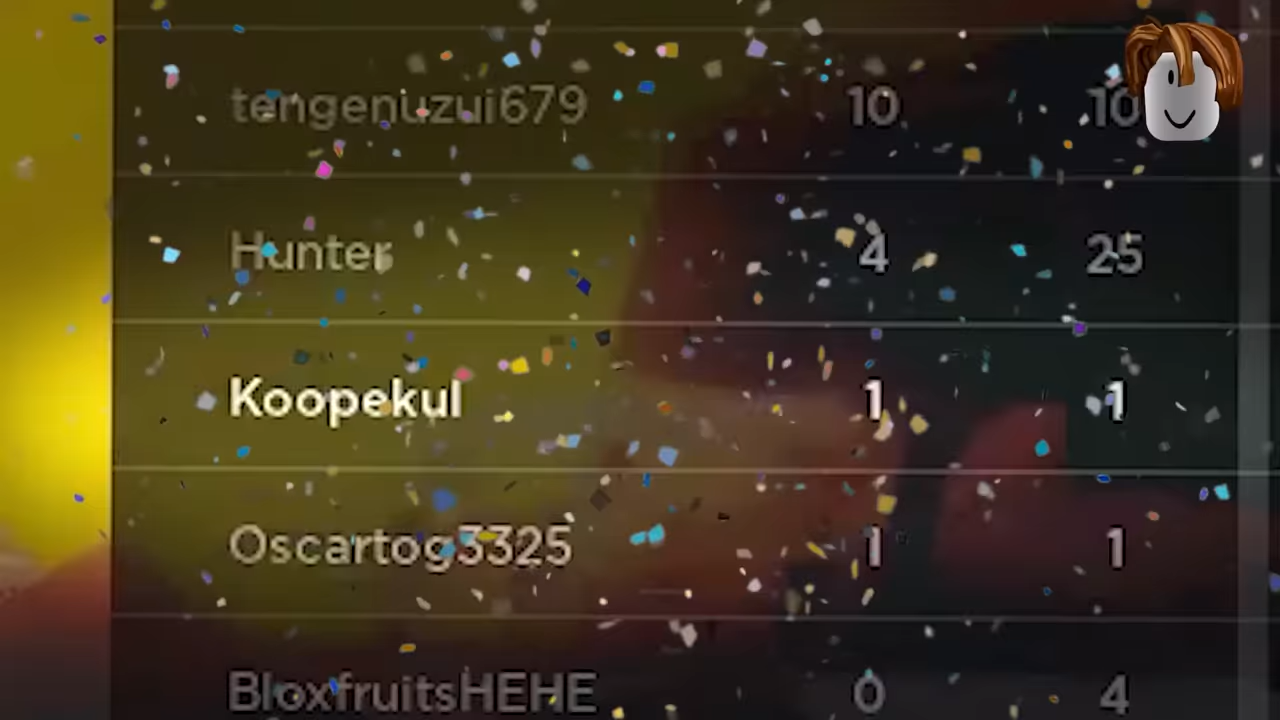 tengenuzui679 10 10
Hunter 4 25
Koopekul 1 1
Oscartog3325 1 1
BloxfruitsHEHE 0 4